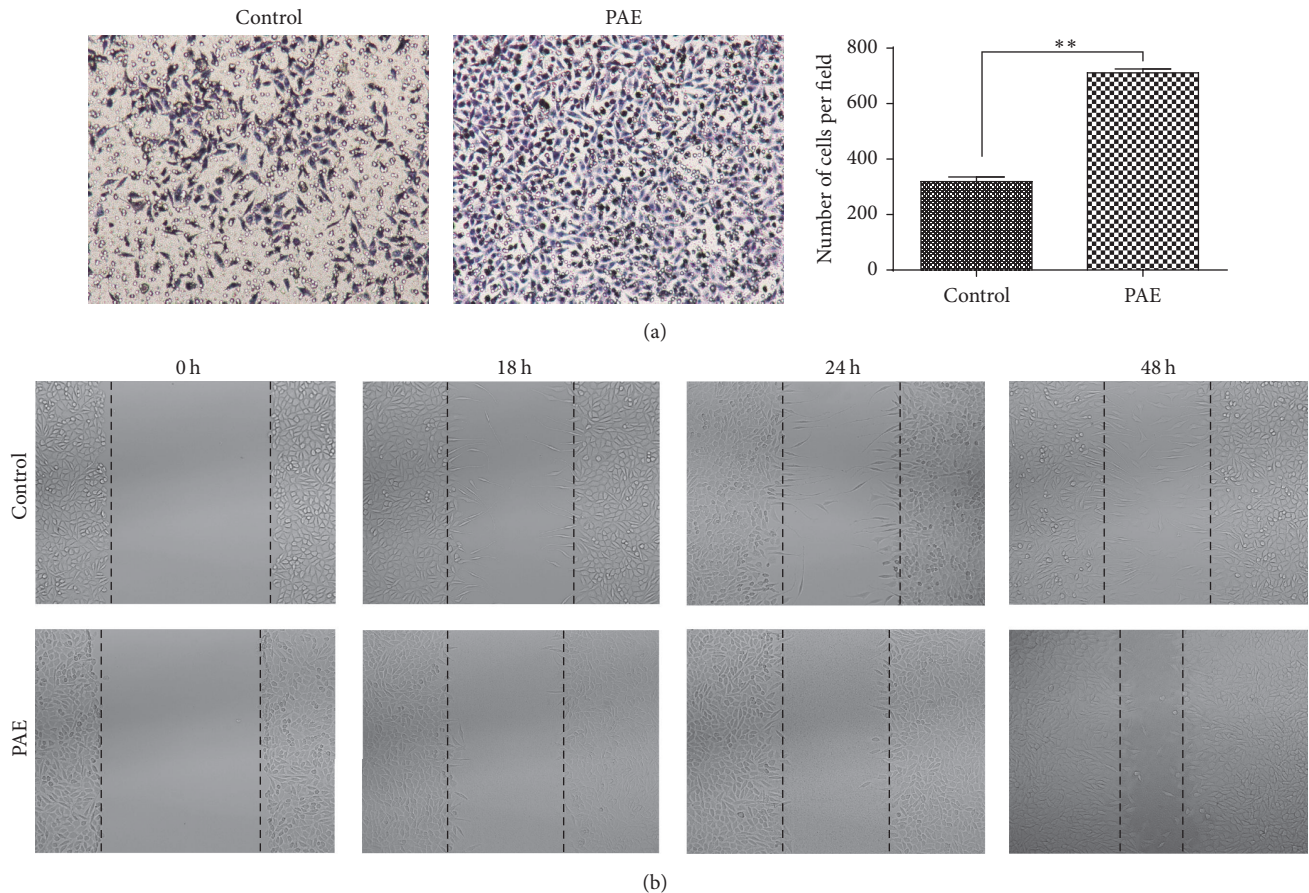 Control
PAE
**
800
600
400
200
0
Number of cells per field
Control
PAE
(a)
0 h
18 h
24 h
48 h
Control
PAE
(b)